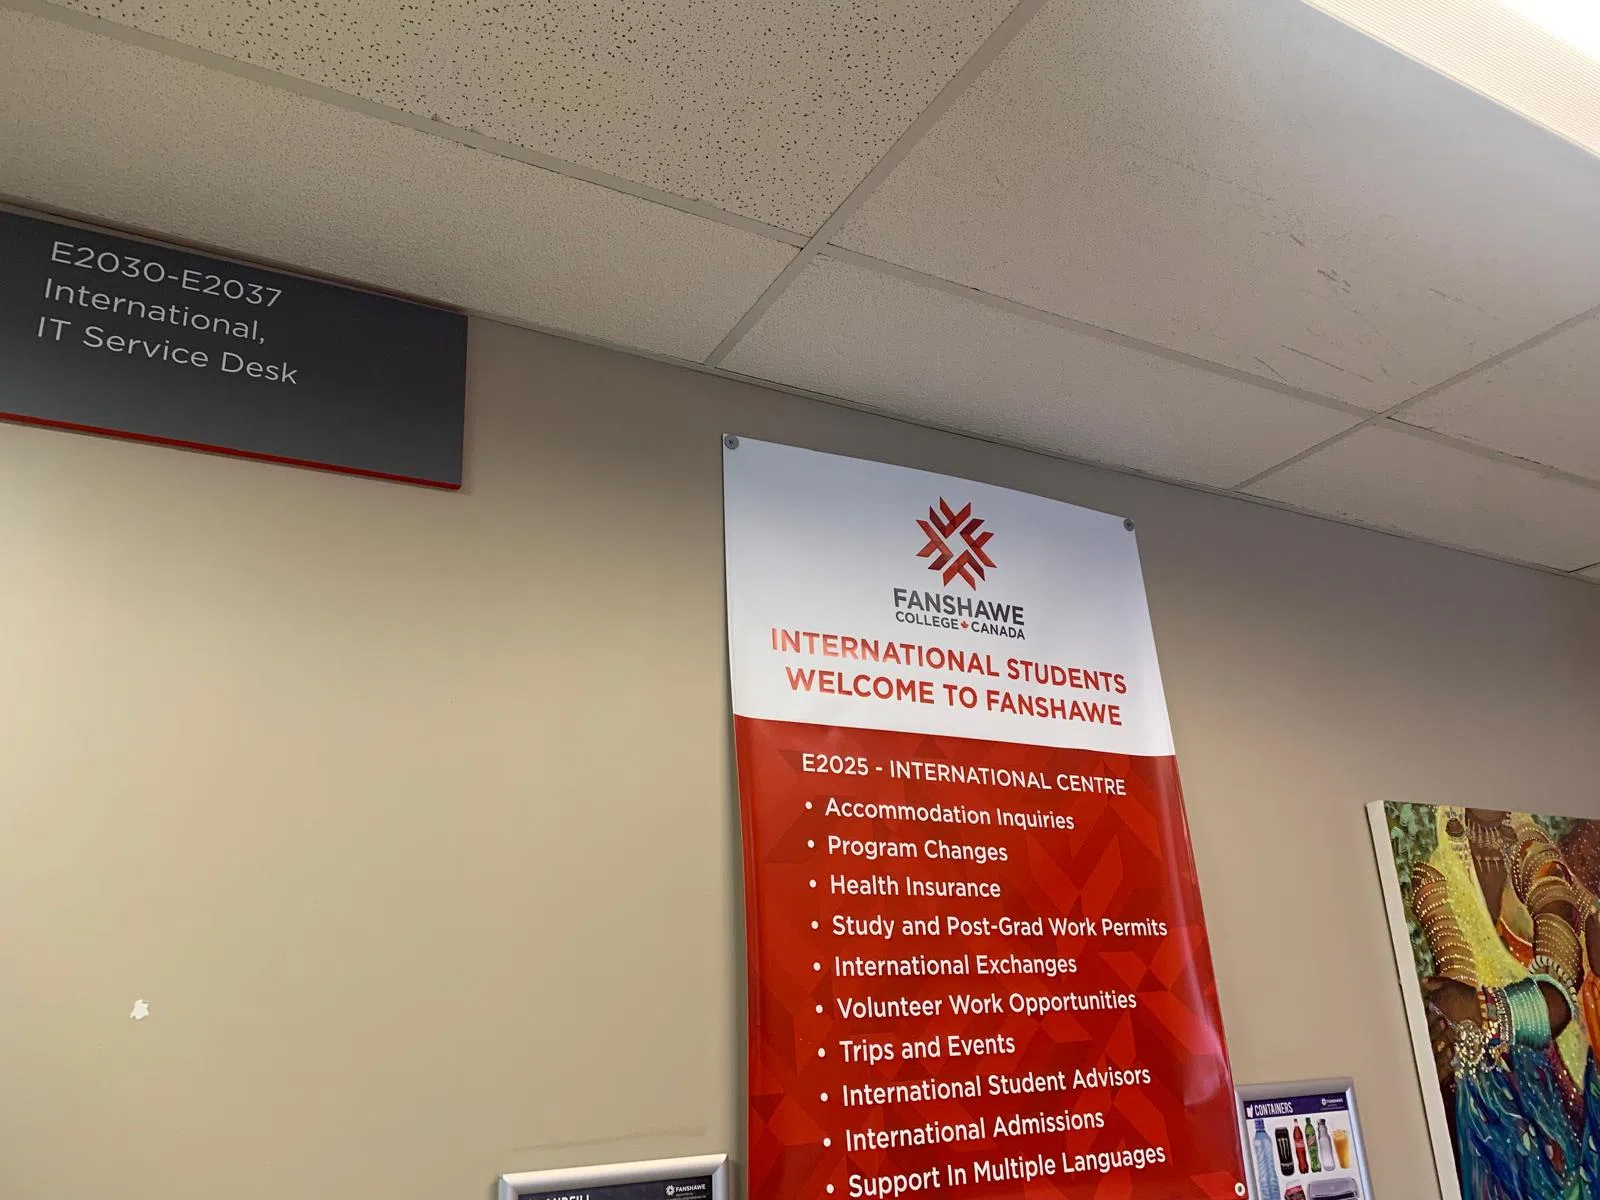 E2030-E2037
International,
IT Service Desk
FANSHAWE
COLLEGE CANADA
INTERNATIONAL STUDENTS
WELCOME TO FANSHAWE
E2025 - INTERNATIONAL CENTRE
• Accommodation Inquiries
• Program Changes
• Health Insurance
• Study and Post-Grad Work Permits
• International Exchanges
• Volunteer Work Opportunities
• Trips and Events
• International Student Advisors
• International Admissions
• Support In Multiple Languages
FANSHAWE
CONTAINERS
FANSHAWE